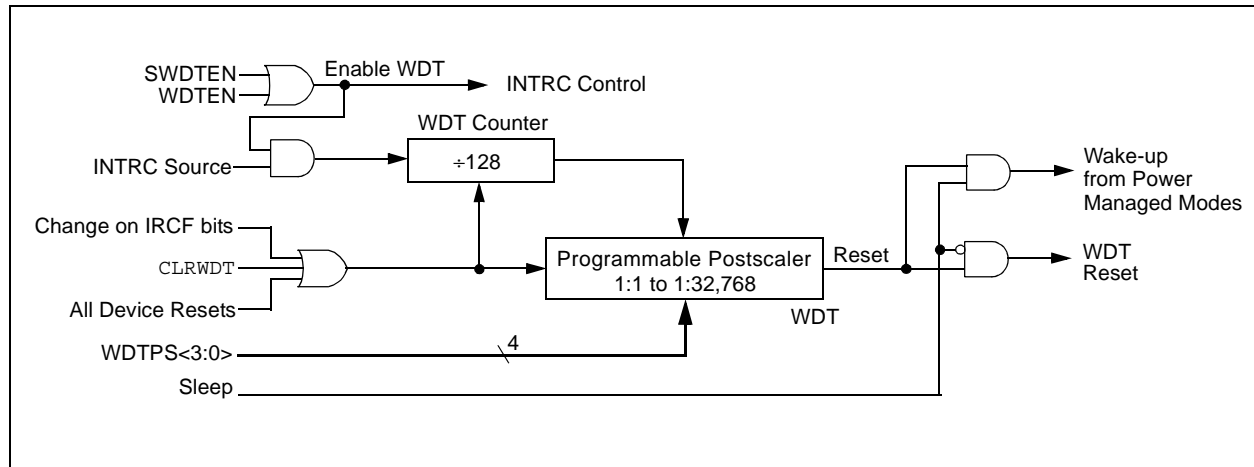 SWDTEN
Enable WDT
WDTEN
INTRC Control
WDT Counter
÷128
INTRC Source
Wake-up
from Power
Managed Modes
Change on IRCF bits
CLRWDT
All Device Resets
Programmable Postscaler
1:1 to 1:32,768
Reset
WDT
WDT
Reset
WDTPS<3:0>
4
Sleep